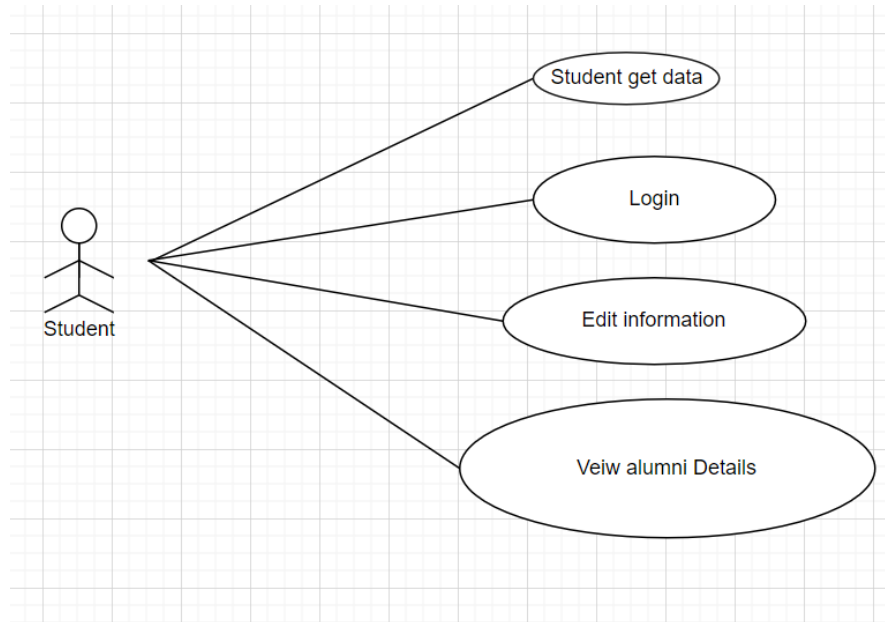 Student get data
Login
Edit information
Student
Veiw alumni Details